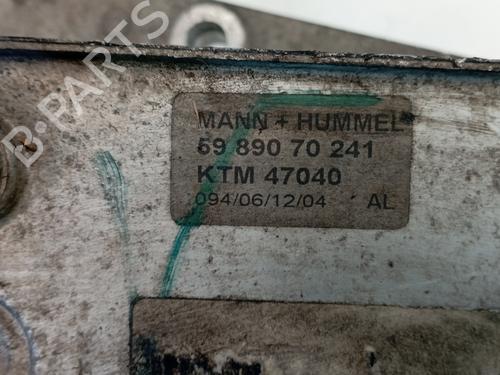 B-PARTS
MANN + HUMMEL
59 890 70 241
KTM 47040
094/06/12/04 AL